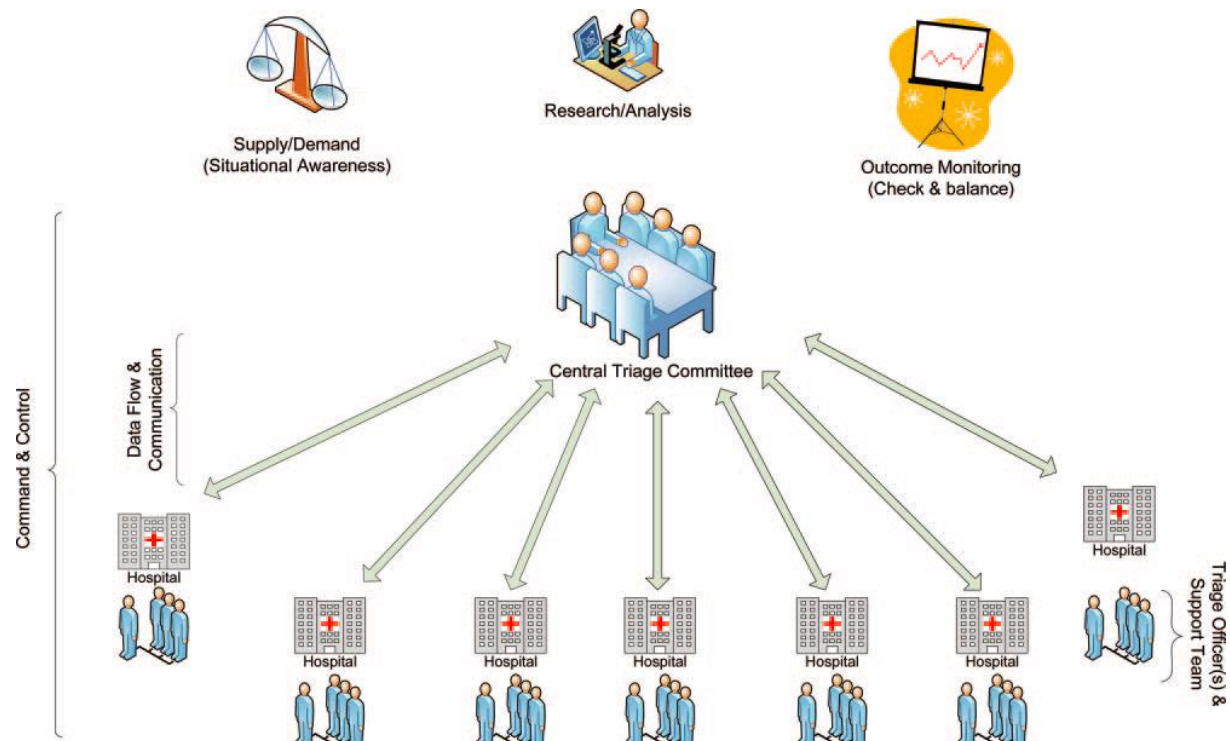 Supply/Demand
(Situational Awareness)
Research/Analysis
Outcome Monitoring
(Check & balance)
Central Triage Committee
Command & Control
Data Flow &
Communication
Hospital
Hospital
Hospital
Hospital
Hospital
Hospital
Hospital
Triage Officer(s) &
Support Team